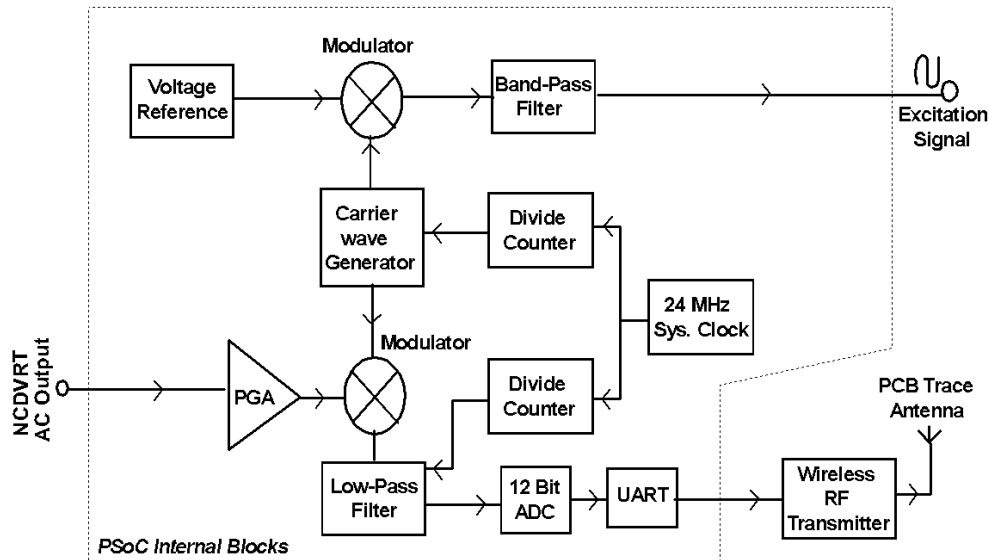 Modulator
Voltage
Reference
Band-Pass
Filter
Excitation
Signal
Carrier
wave
Generator
Divide
Counter
24 MHz
Sys. Clock
Modulator
NCDVRT
AC Output
PGA
Divide
Counter
PCB Trace
Antenna
Low-Pass
Filter
12 Bit
ADC
UART
Wireless
RF
Transmitter
PSoC Internal Blocks